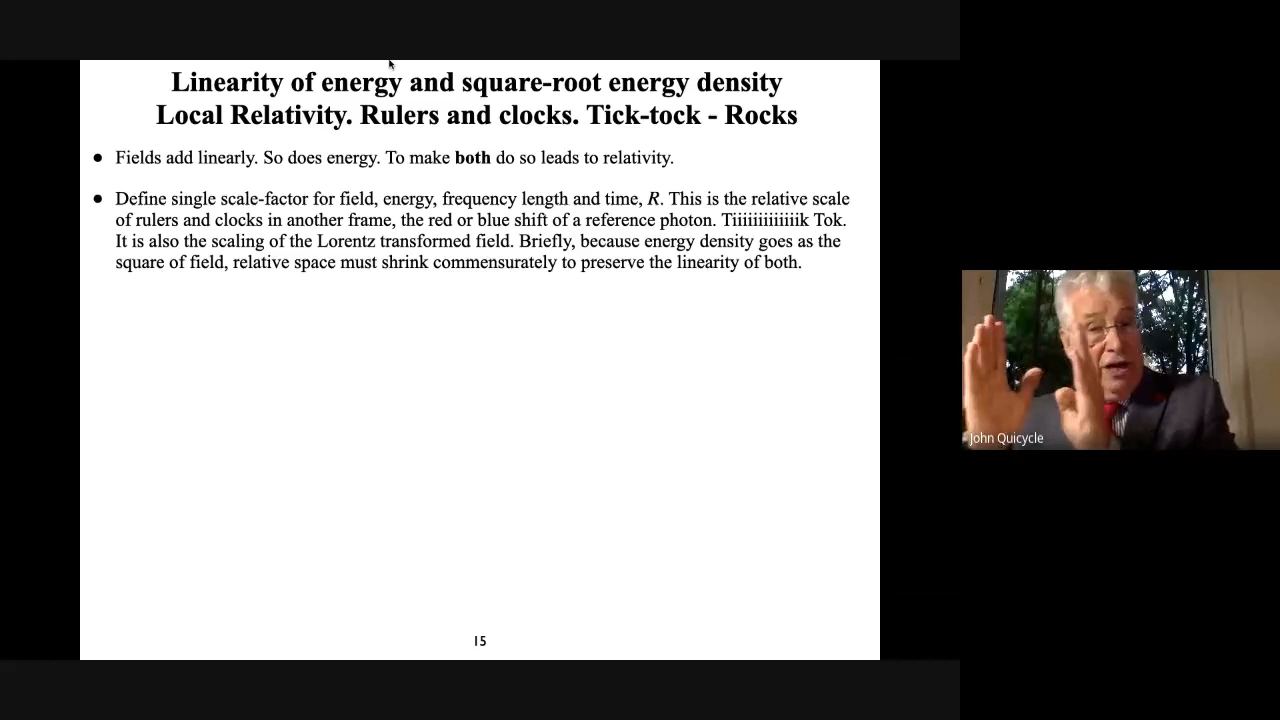 Linearity of energy and square-root energy density
Local Relativity. Rulers and clocks. Tick-tock - Rocks
● Fields add linearly. So does energy. To make both do so leads to relativity.
● Define single scale-factor for field, energy, frequency length and time, R. This is the relative scale
of rulers and clocks in another frame, the red or blue shift of a reference photon. Tiiiiiiiiiiiik Tok.
It is also the scaling of the Lorentz transformed field. Briefly, because energy density goes as the
square of field, relative space must shrink commensurately to preserve the linearity of both.
15
John Quicycle